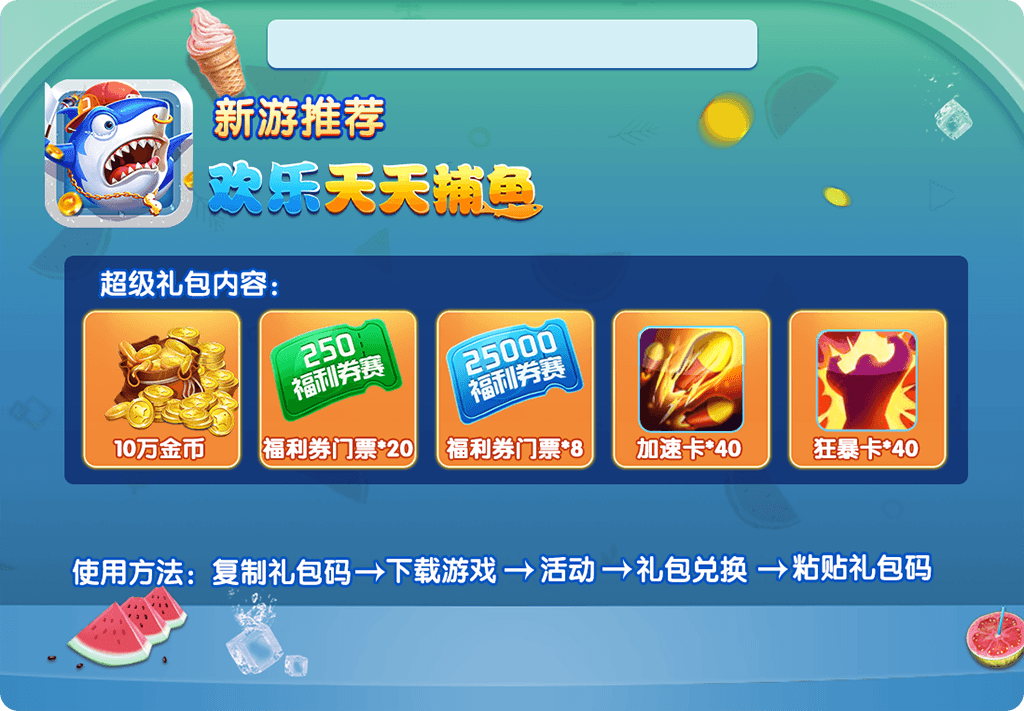 新游推荐
欢乐天天捕鱼
超级礼包内容：
250
福利券赛
25000
福利券赛
10万金币
福利券门票*20
福利券门票*8
加速卡*40
狂暴卡*40
使用方法：复制礼包码→下载游戏→活动→礼包兑换→粘贴礼包码